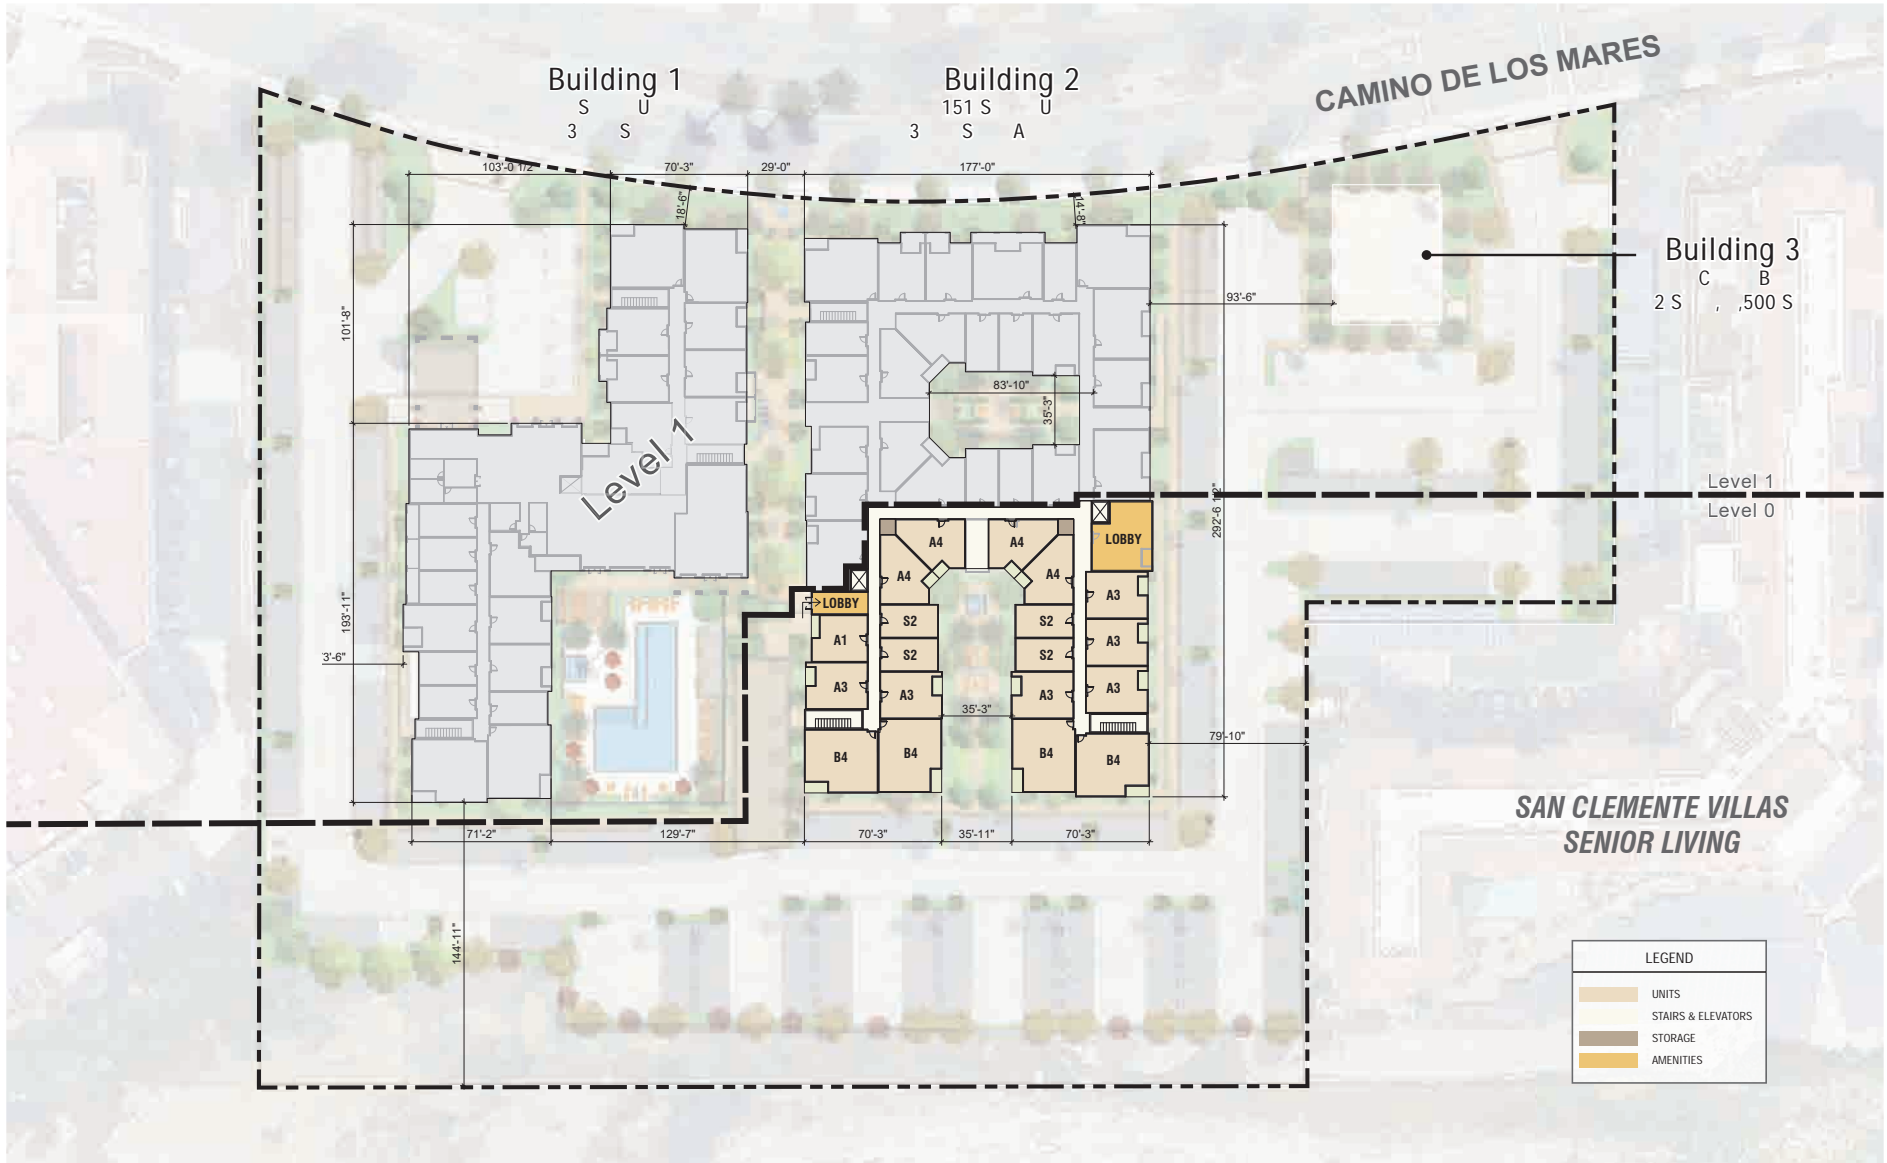 CAMINO DE LOS MARES
Building 1
S U
3 S
Building 2
151 S U
3 S A
103'-0 1/2"
70'-3"
29'-0"
177'-0"
18'-6"
14'-8"
Building 3
C B
2 S , ,500 S
93'-6"
101'-8"
83'-10"
35'-3"
Level 1
Level 1
Level 0
292'-6 1/2"
A4
A4
LOBBY
A4
A4
LOBBY
A3
S2
S2
A1
A3
S2
S2
193'-11"
3'-6"
A3
A3
A3
A3
35'-3"
79'-10"
B4
B4
B4
B4
71'-2"
129'-7"
70'-3"
35'-11"
70'-3"
SAN CLEMENTE VILLAS
SENIOR LIVING
144'-11"
LEGEND
UNITS
STAIRS & ELEVATORS
STORAGE
AMENITIES